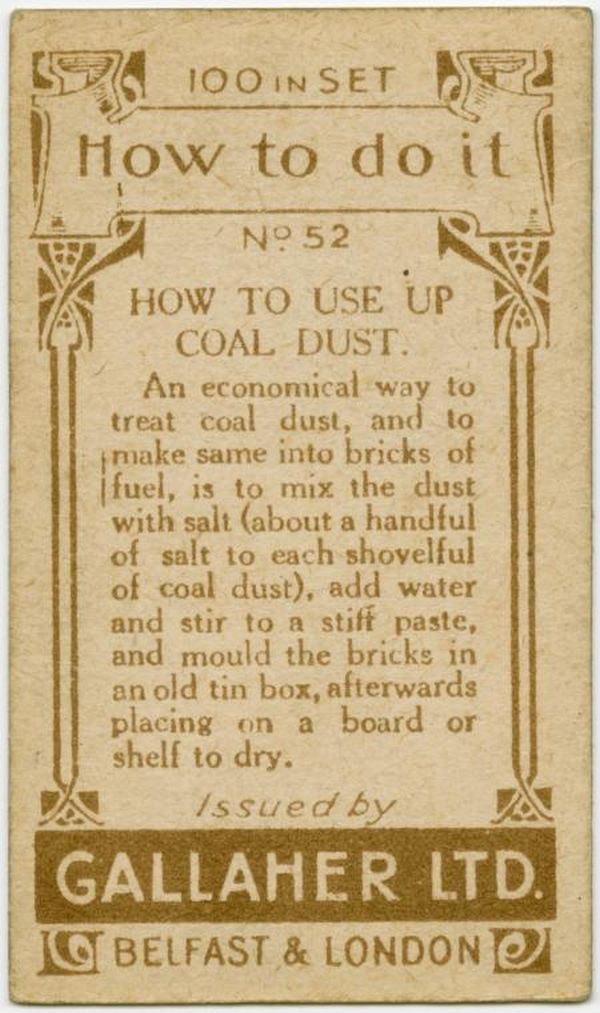 100 IN SET
How to do it
Nº 52
HOW TO USE UP
COAL DUST.
An economical way to
treat coal dust, and to
make same into bricks of
fuel, is to mix the dust
with salt (about a handful
of salt to each shovelful
of coal dust), add water
and stir to a stiff paste,
and mould the bricks in
an old tin box, afterwards
placing on a board or
shelf to dry.
Issued by
GALLAHER LTD.
BELFAST & LONDON